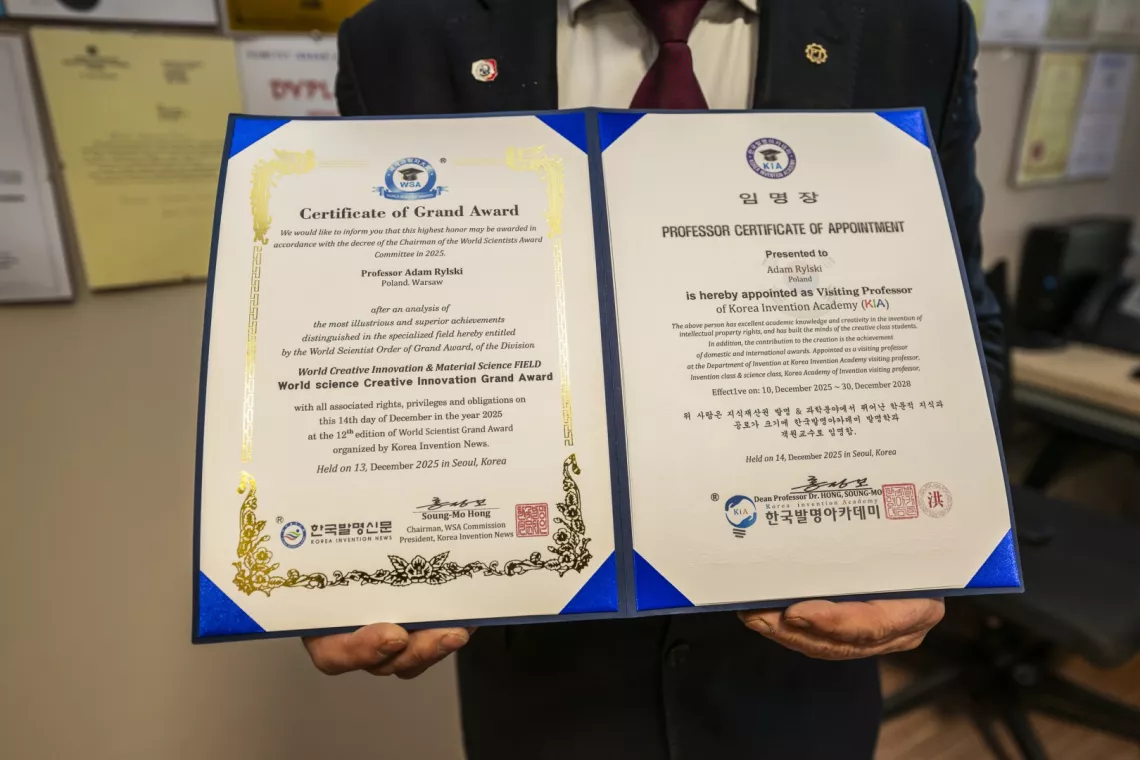 DYPL
WSA
®
Certificate of Grand Award
We would like to inform you that this highest honor may be awarded in
accordance with the decree of the Chairman of the World Scientists Award
Committee in 2025.
Professor Adam Rylski
Poland. Warsaw
after an analysis of
the most illustrious and superior achievements
distinguished in the specialized field hereby entitled
by the World Scientist Order of Grand Award, of the Division
World Creative Innovation & Material Science FIELD
World science Creative Innovation Grand Award
with all associated rights, privileges and obligations on
this 14th day of December in the year 2025
at the 12th edition of World Scientist Grand Award
organized by Korea Invention News.
Held on 13, December 2025 in Seoul, Korea
®
한국발명신문
KOREA INVENTION NEWS
Soung-Mo Hong
Chairman, WSA Commission
President, Korea Invention News
KIA
임명장
PROFESSOR CERTIFICATE OF APPOINTMENT
Presented to
Adam Rylski
Poland
is hereby appointed as Visiting Professor
of Korea Invention Academy (KIA)
The above person has excellent academic knowledge and creativity in the invention of
intellectual property rights, and has built the minds of the creative class students.
In addition, the contribution to the creation is the achievement
of domestic and international awards. Appointed as a visiting professor
at the Department of Invention at Korea Invention Academy visiting professor,
Invention class & science class, Korea Academy of Invention visiting professor,
Effect1ve on: 10, December 2025 ~ 30, December 2028
위 사람은 지식재산권 발명 & 과학분야에서 뛰어난 학문적 지식과
공로가 크기에 한국발명아카데미 발명학과
객원교수로 임명함.
Held on 14, December 2025 in Seoul, Korea
®
KIA
Dean Professor Dr. HONG, SOUNG-MO
Korea Invention Academy
한국발명아카데미
洪